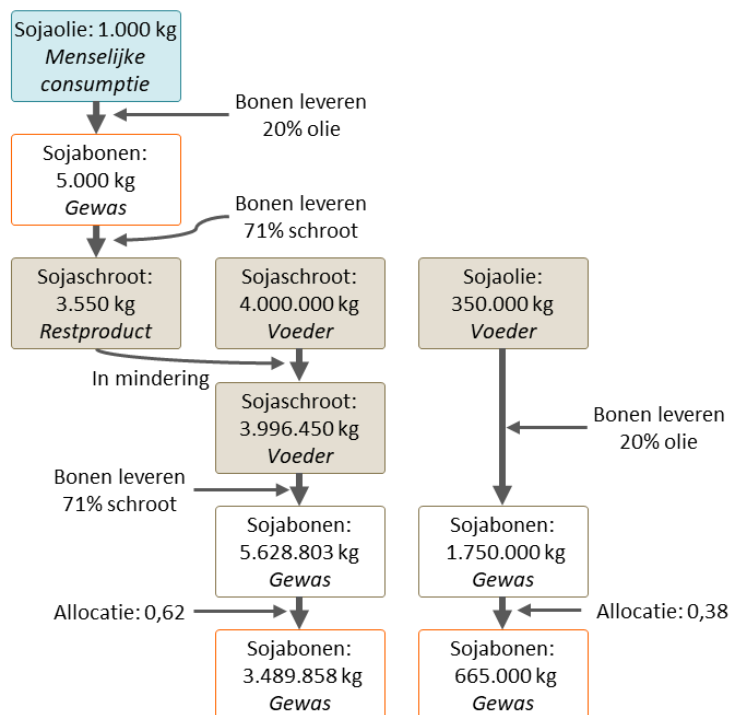 Sojaolie: 1.000 kg
Menselijke
consumptie
Bonen leveren
20% olie
Sojabonen:
5.000 kg
Gewas
Bonen leveren
71% schroot
Sojaschroot:
3.550 kg
Restproduct
Sojaschroot:
4.000.000 kg
Voeder
Sojaolie:
350.000 kg
Voeder
In mindering
Sojaschroot:
3.996.450 kg
Voeder
Bonen leveren
20% olie
Bonen leveren
71% schroot
Sojabonen:
5.628.803 kg
Gewas
Sojabonen:
1.750.000 kg
Gewas
Allocatie: 0,62
Allocatie: 0,38
Sojabonen:
3.489.858 kg
Gewas
Sojabonen:
665.000 kg
Gewas